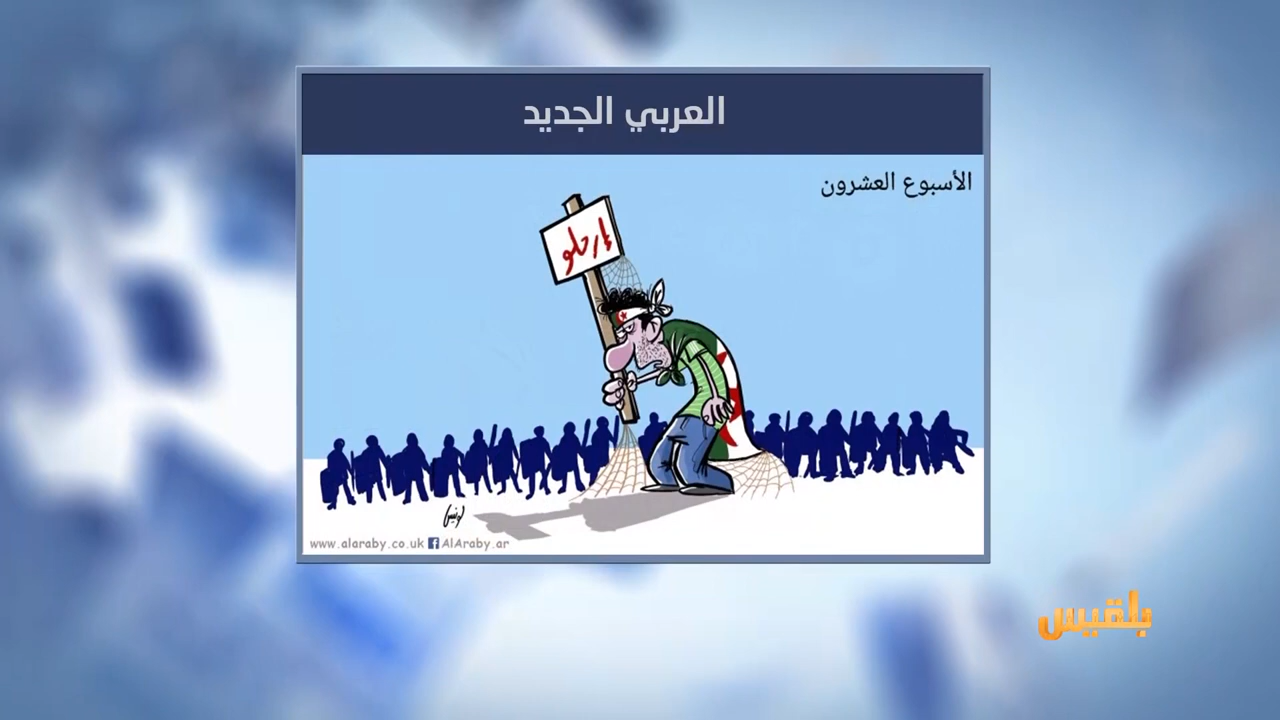 العربي الجديد
الأسبوع العشرون
إرحلو
www.alaraby.co.uk AlAraby.ar
بلقيس